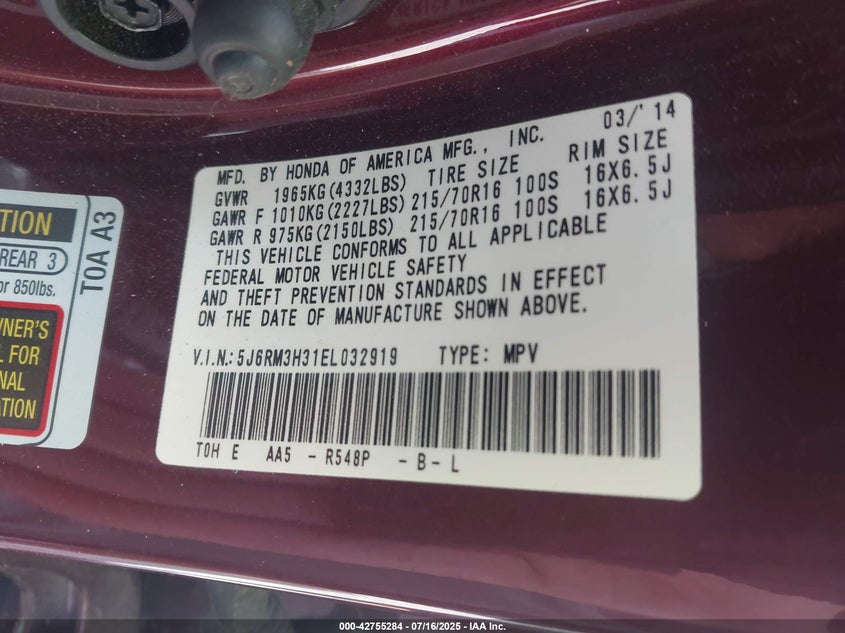 MFD. BY HONDA OF AMERICA MFG., INC. 03/'14
GVWR 1965KG(4332LBS) TIRE SIZE RIM SIZE
GAWR F 1010KG(2227LBS) 215/70R16 100S 16X6.5J
GAWR R 975KG(2150LBS) 215/70R16 100S 16X6.5J
THIS VEHICLE CONFORMS TO ALL APPLICABLE
FEDERAL MOTOR VEHICLE SAFETY
AND THEFT PREVENTION STANDARDS IN EFFECT
ON THE DATE OF MANUFACTURE SHOWN ABOVE.
V.I.N.: 5J6RM3H31EL032919 TYPE: MPV
TOH E AA5 - R548P - B - L
TION
REAR 3
or 850lbs.
WNER'S
L FOR
NAL
ATION
TOA A3
000-42755284 | 07/16/2025 - IAA Inc.